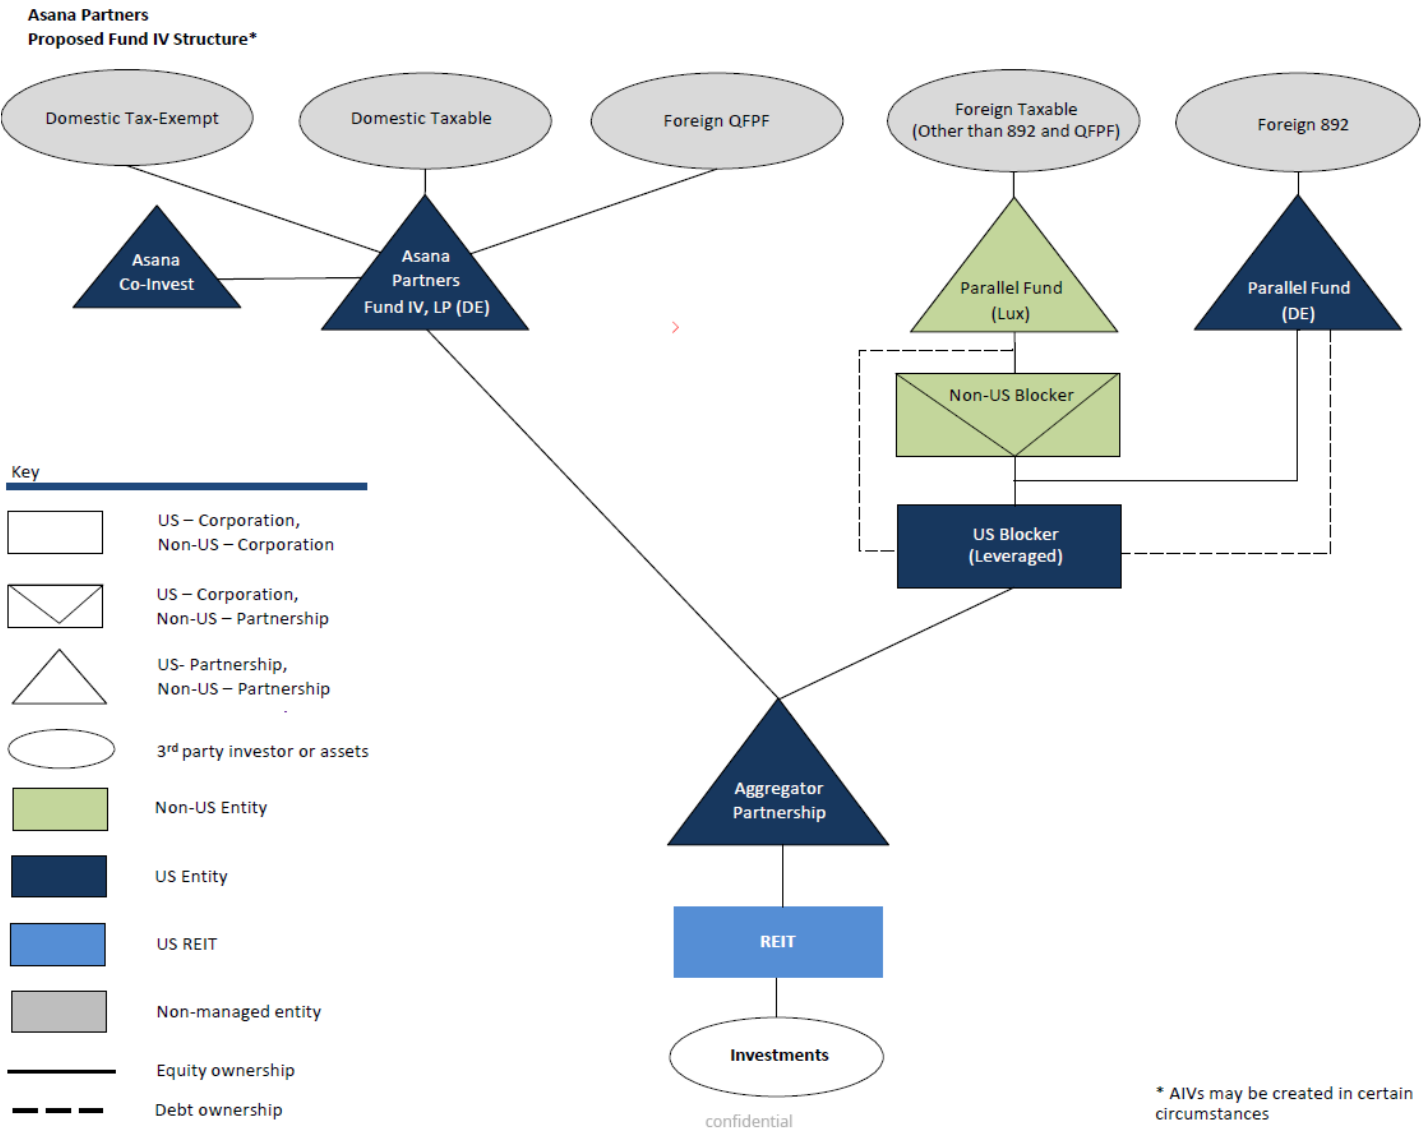 Asana Partners
Proposed Fund IV Structure*
Domestic Tax-Exempt
Domestic Taxable
Foreign QFPF
Foreign Taxable
(Other than 892 and QFPF)
Foreign 892
Asana
Co-Invest
Asana
Partners
Fund IV, LP (DE)
Parallel Fund
(Lux)
Parallel Fund
(DE)
Non-US Blocker
US Blocker
(Leveraged)
Key
US – Corporation,
Non-US – Corporation
US – Corporation,
Non-US – Partnership
US- Partnership,
Non-US – Partnership
3rd party investor or assets
Non-US Entity
US Entity
US REIT
Non-managed entity
Equity ownership
Debt ownership
Aggregator
Partnership
REIT
Investments
* AIVs may be created in certain
circumstances
confidential